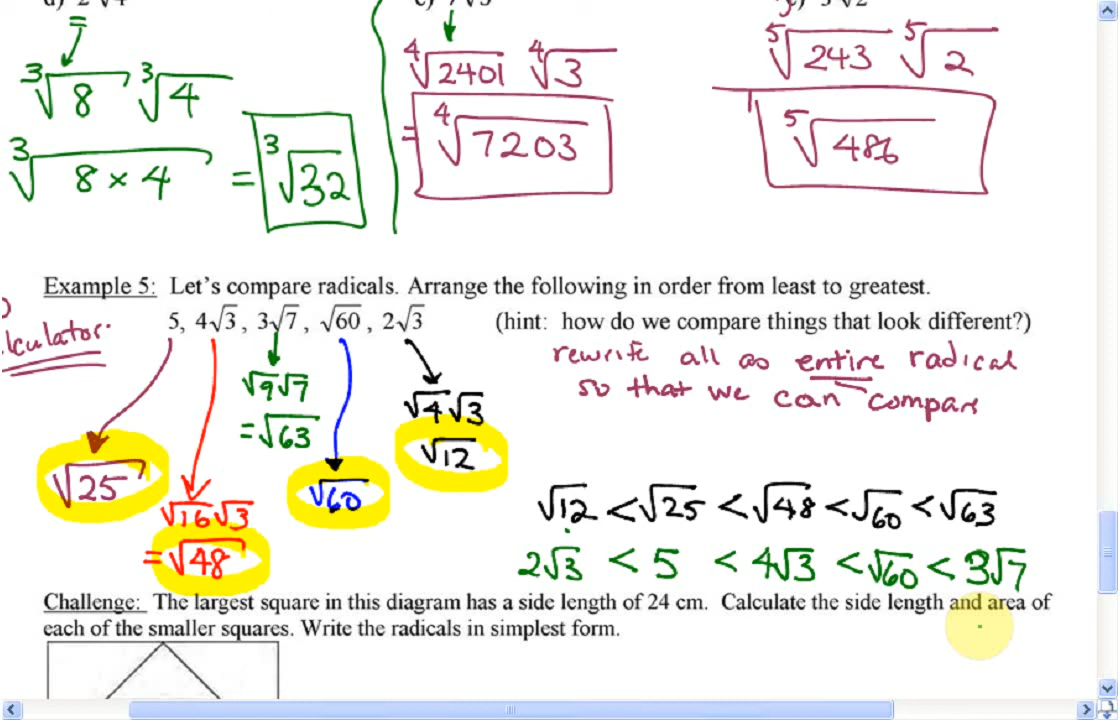 ∛8 ∛4
∛(8 × 4) = ∛32
∜2401 ∜3
= ∜7203
⁵√243 ⁵√2
⁵√486
Example 5: Let's compare radicals. Arrange the following in order from least to greatest.
5, 4√3, 3√7, √60, 2√3 (hint: how do we compare things that look different?)
lculator.
rewrite all as entire radical
so that we can compare
√9√7
= √63
√4√3
√12
√25
√60
√16√3
= √48
√12 < √25 < √48 < √60 < √63
2√3 < 5 < 4√3 < √60 < 3√7
Challenge: The largest square in this diagram has a side length of 24 cm. Calculate the side length and area of
each of the smaller squares. Write the radicals in simplest form.